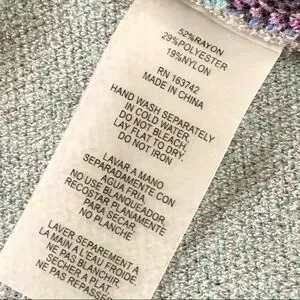 52%RAYON
29%POLYESTER
19%NYLON
RN 163742
MADE IN CHINA
HAND WASH SEPARATELY
IN COLD WATER.
DO NOT BLEACH.
LAY FLAT TO DRY.
DO NOT IRON
LAVAR A MANO
SEPARADAMENTE CON
AGUA FRIA.
NO USE BLANQUEADOR.
RECOSTAR PLANAMENTE
PARA SECAR.
NO PLANCHE
LAVER SEPAREMENT A
LA MAIN A L'EAU FROIDE.
NE PAS BLANCHIR.
SECHER A PLAT.
NE PAS REPASSER